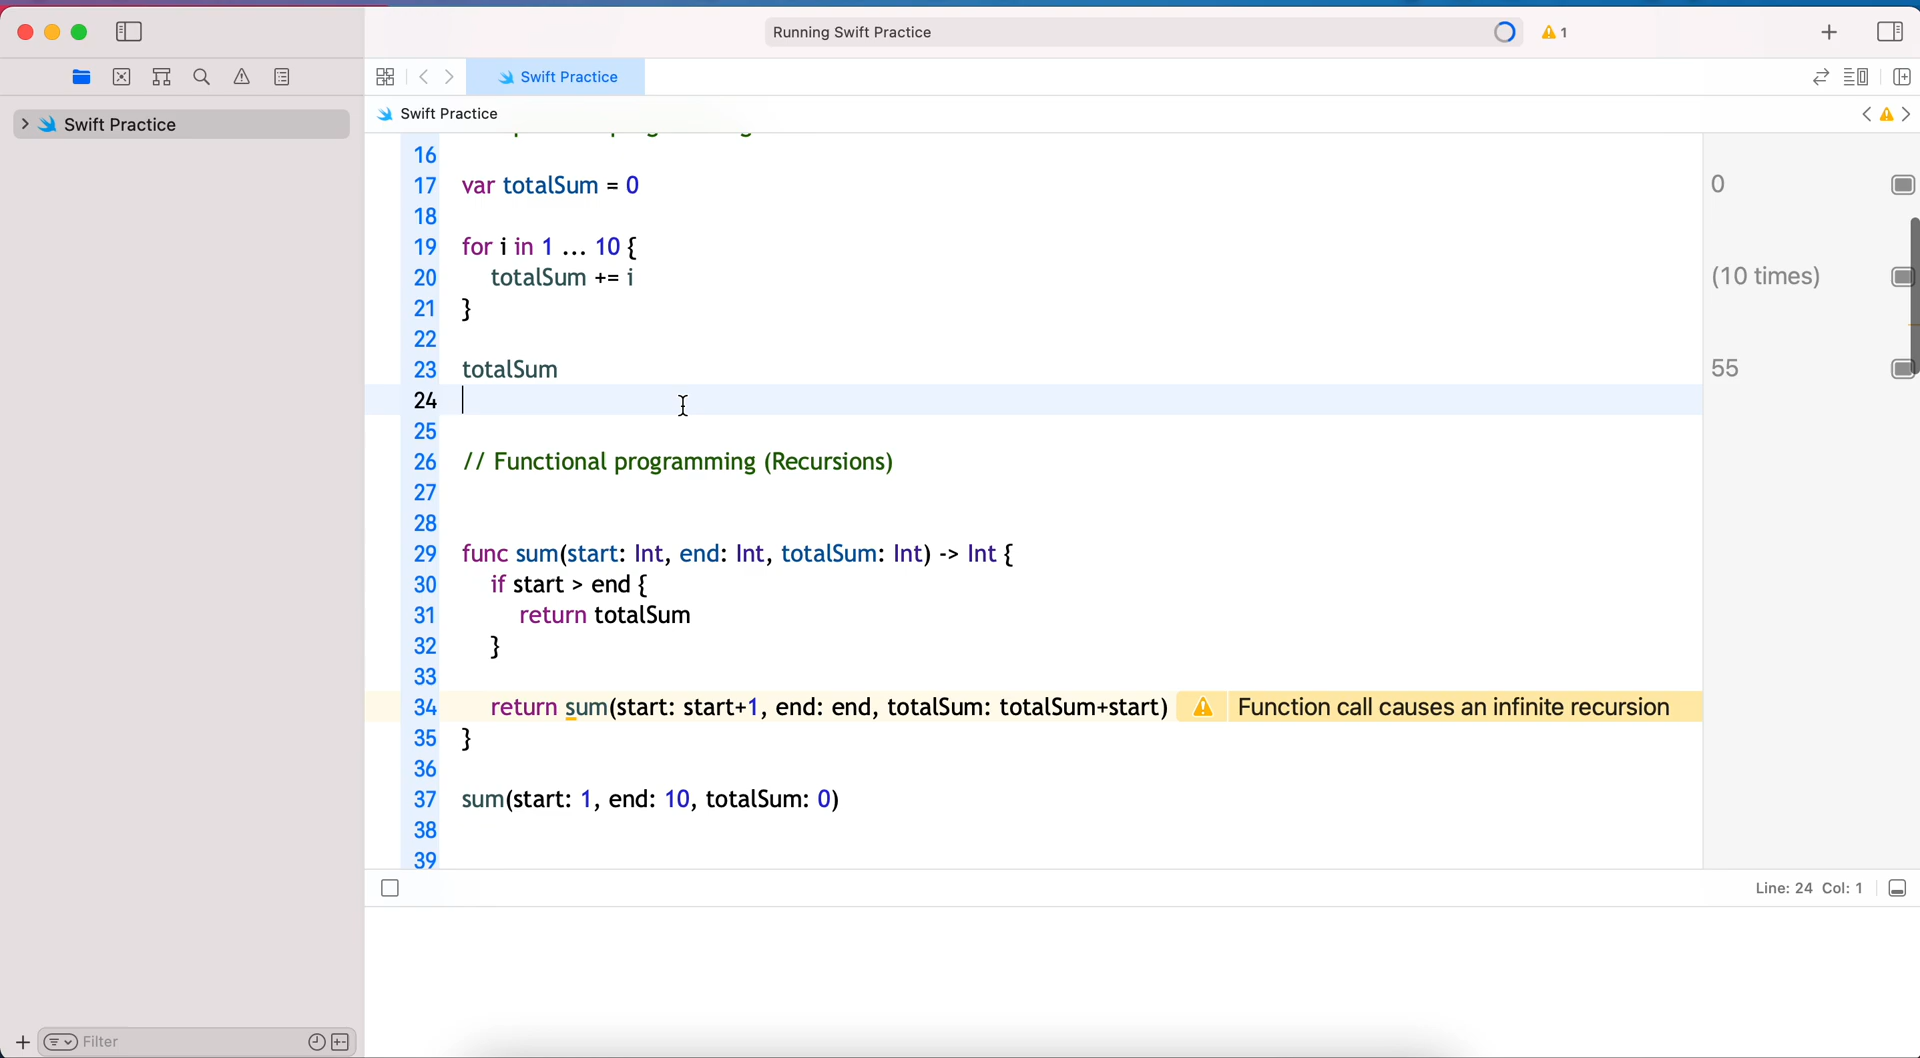 Running Swift Practice
1
Swift Practice
Swift Practice
Swift Practice
16
17 var totalSum = 0
0
18
19 for i in 1 ... 10 {
20 totalSum += i
(10 times)
21 }
22
23 totalSum
55
24
25
26 // Functional programming (Recursions)
27
28
29 func sum(start: Int, end: Int, totalSum: Int) -> Int {
30 if start > end {
31 return totalSum
32 }
33
34 return sum(start: start+1, end: end, totalSum: totalSum+start)
Function call causes an infinite recursion
35 }
36
37 sum(start: 1, end: 10, totalSum: 0)
38
39
Line: 24 Col: 1
Filter